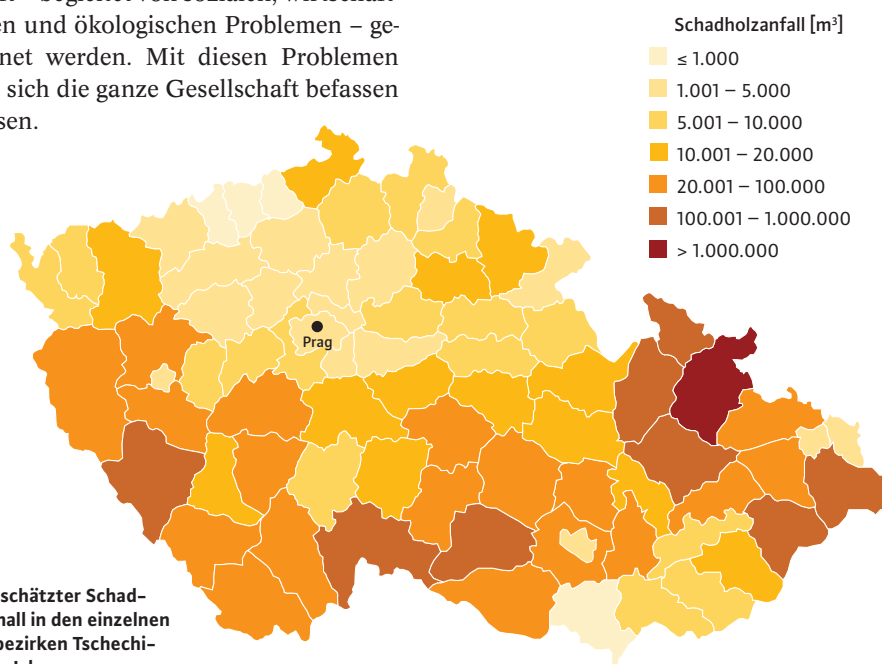 en und ökologischen Problemen – ge-
net werden. Mit diesen Problemen
sich die ganze Gesellschaft befassen
sen.
Schadholzanfall [m³]
≤ 1.000
1.001 – 5.000
5.001 – 10.000
10.001 – 20.000
20.001 – 100.000
100.001 – 1.000.000
> 1.000.000
Prag
schätzter Schad-
nall in den einzelnen
bezirken Tschechi-